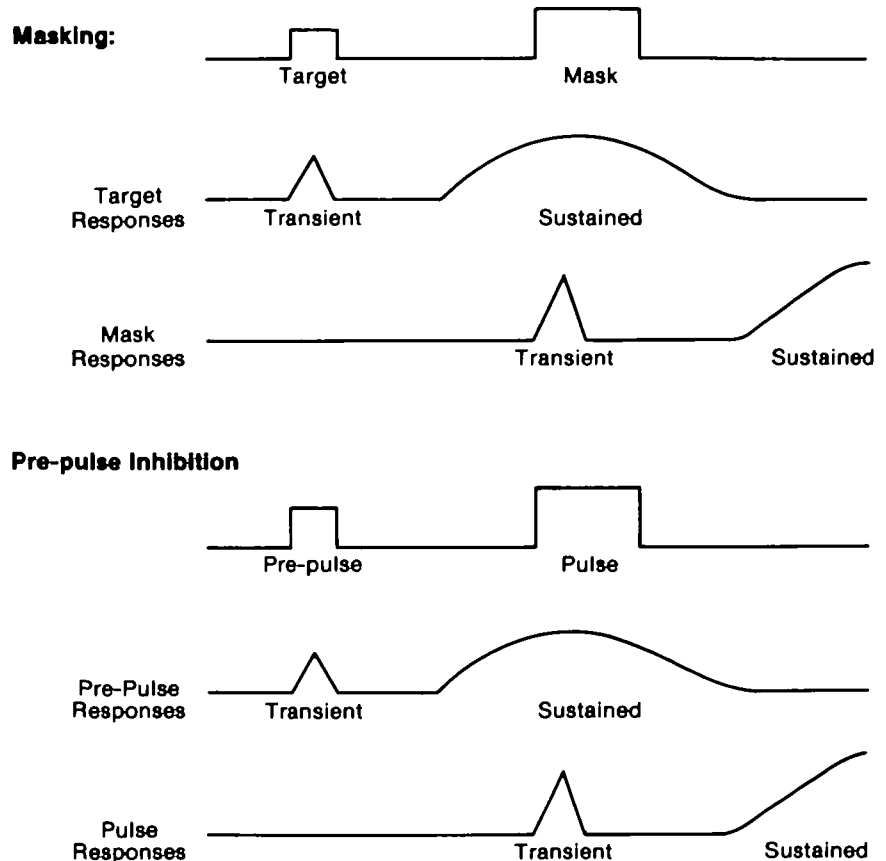 Masking:
Target Mask
Target
Responses
Transient Sustained
Mask
Responses
Transient Sustained
Pre-pulse Inhibition
Pre-pulse Pulse
Pre-Pulse
Responses
Transient Sustained
Pulse
Responses
Transient Sustained